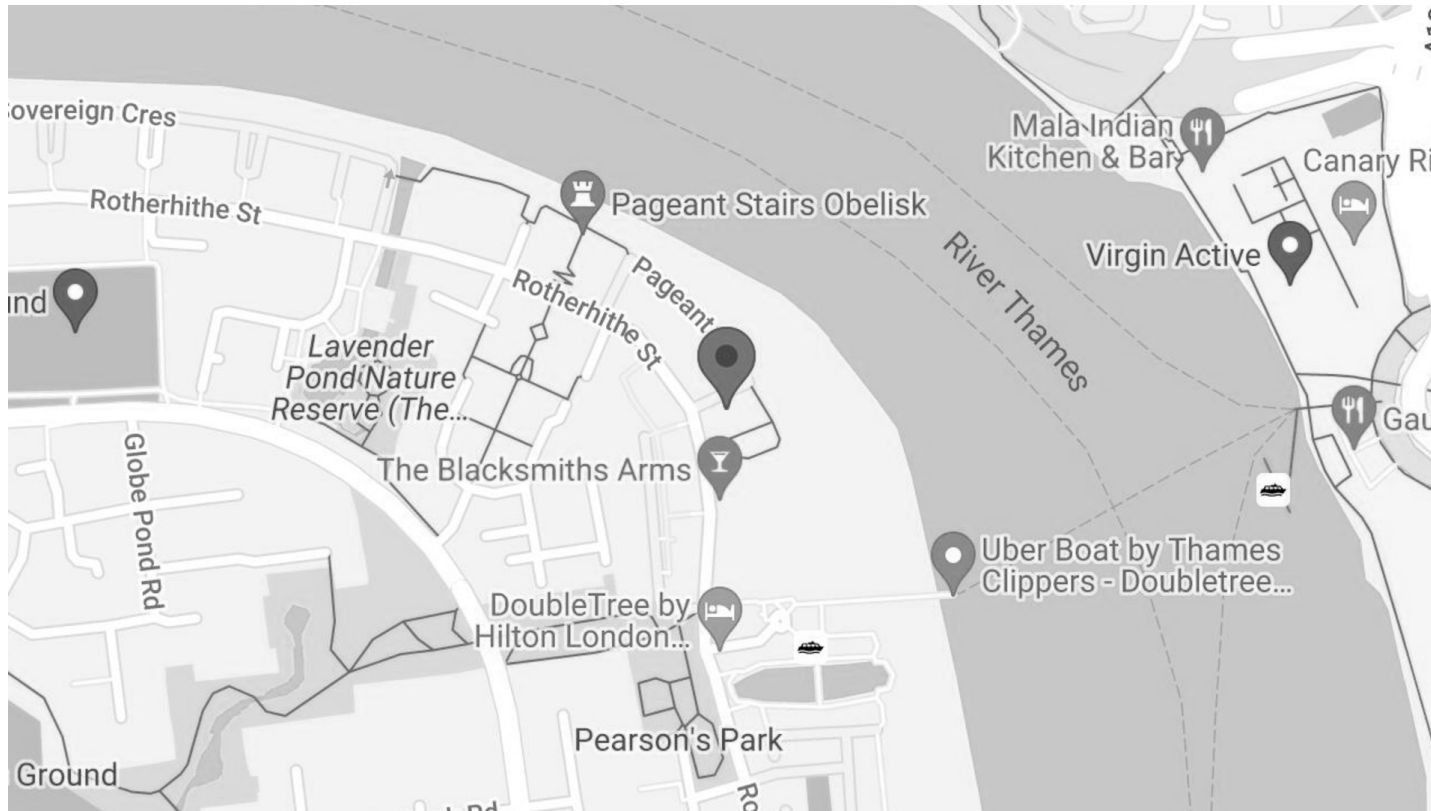 Sovereign Cres
Rotherhithe St
Pageant Stairs Obelisk
Mala Indian
Kitchen & Bar
Canary Ri
Virgin Active
River Thames
Pageant
Rotherhithe St
und
Lavender
Pond Nature
Reserve (The...
The Blacksmiths Arms
Gau
Globe Pond Rd
Uber Boat by Thames
Clippers - Doubletree...
DoubleTree by
Hilton London...
Pearson's Park
Ground
Rd
Ro